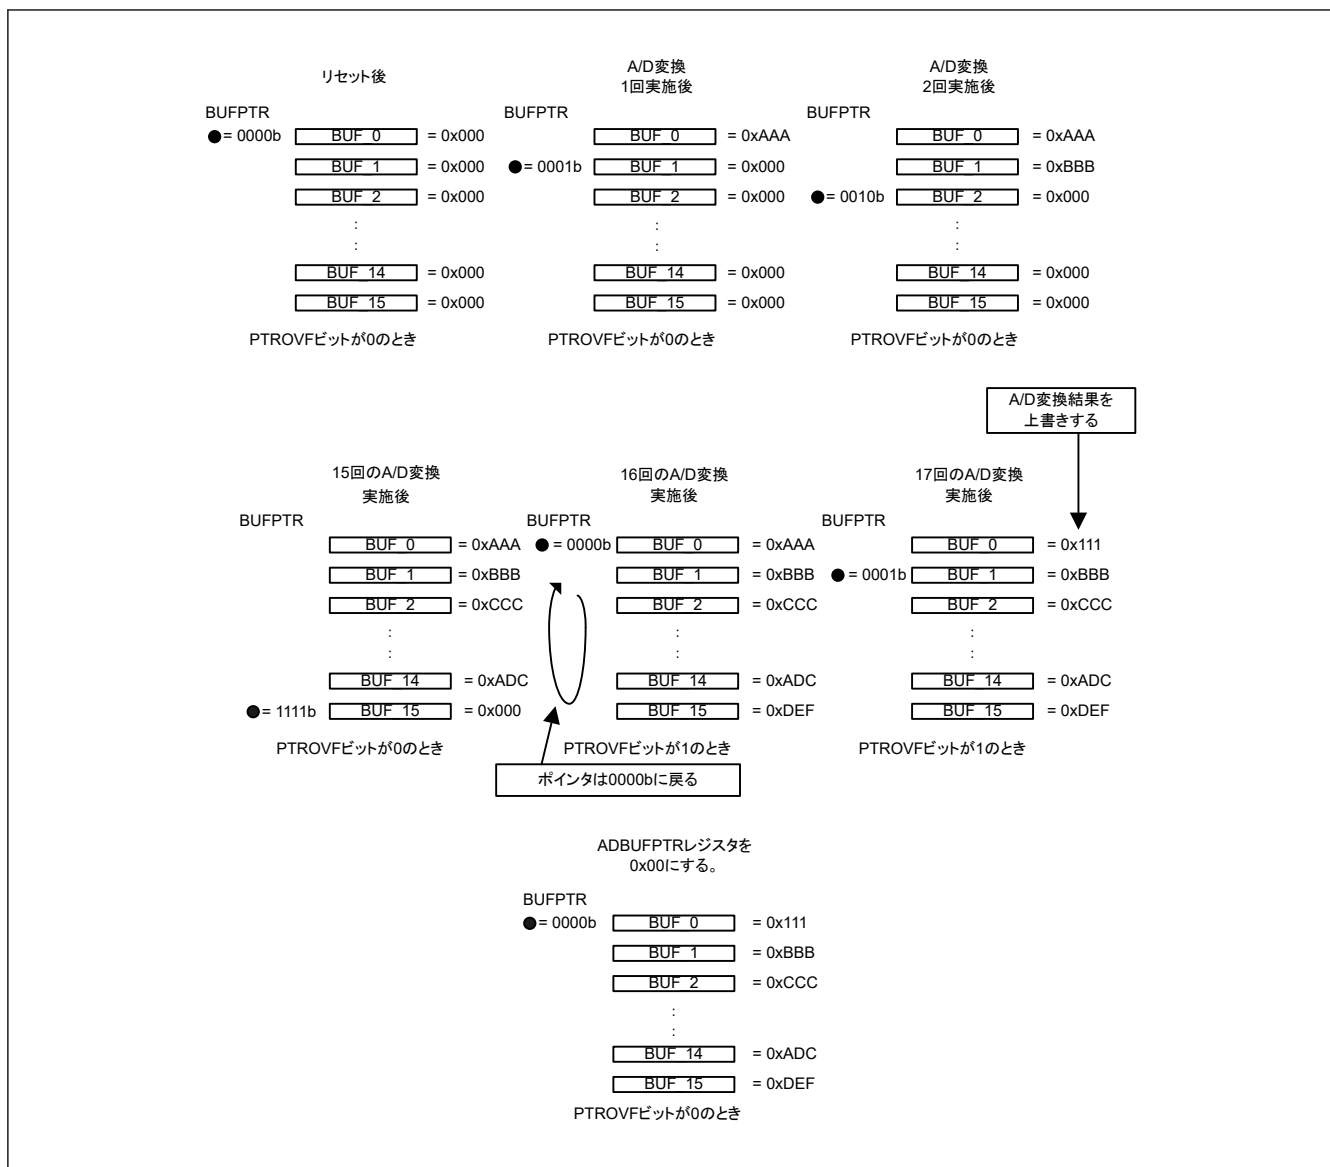 リセット後
BUFPTR
●= 0000b BUF_0 = 0x000
BUF_1 = 0x000
BUF_2 = 0x000
:
:
BUF_14 = 0x000
BUF_15 = 0x000
PTROVFビットが0のとき
A/D変換
1回実施後
BUFPTR
BUF_0 = 0xAAA
●= 0001b BUF_1 = 0x000
BUF_2 = 0x000
:
:
BUF_14 = 0x000
BUF_15 = 0x000
PTROVFビットが0のとき
A/D変換
2回実施後
BUFPTR
BUF_0 = 0xAAA
BUF_1 = 0xBBB
●= 0010b BUF_2 = 0x000
:
:
BUF_14 = 0x000
BUF_15 = 0x000
PTROVFビットが0のとき
15回のA/D変換
実施後
BUFPTR
BUF_0 = 0xAAA
BUF_1 = 0xBBB
BUF_2 = 0xCCC
:
:
BUF_14 = 0xADC
●= 1111b BUF_15 = 0x000
PTROVFビットが0のとき
16回のA/D変換
実施後
BUFPTR
●= 0000b BUF_0 = 0xAAA
BUF_1 = 0xBBB
BUF_2 = 0xCCC
:
:
BUF_14 = 0xADC
BUF_15 = 0xDEF
PTROVFビットが1のとき
ポインタは0000bに戻る
A/D変換結果を
上書きする
17回のA/D変換
実施後
BUFPTR
BUF_0 = 0x111
●= 0001b BUF_1 = 0xBBB
BUF_2 = 0xCCC
:
:
BUF_14 = 0xADC
BUF_15 = 0xDEF
PTROVFビットが1のとき
ADBUFPTRレジスタを
0x00にする。
BUFPTR
●= 0000b BUF_0 = 0x111
BUF_1 = 0xBBB
BUF_2 = 0xCCC
:
:
BUF_14 = 0xADC
BUF_15 = 0xDEF
PTROVFビットが0のとき